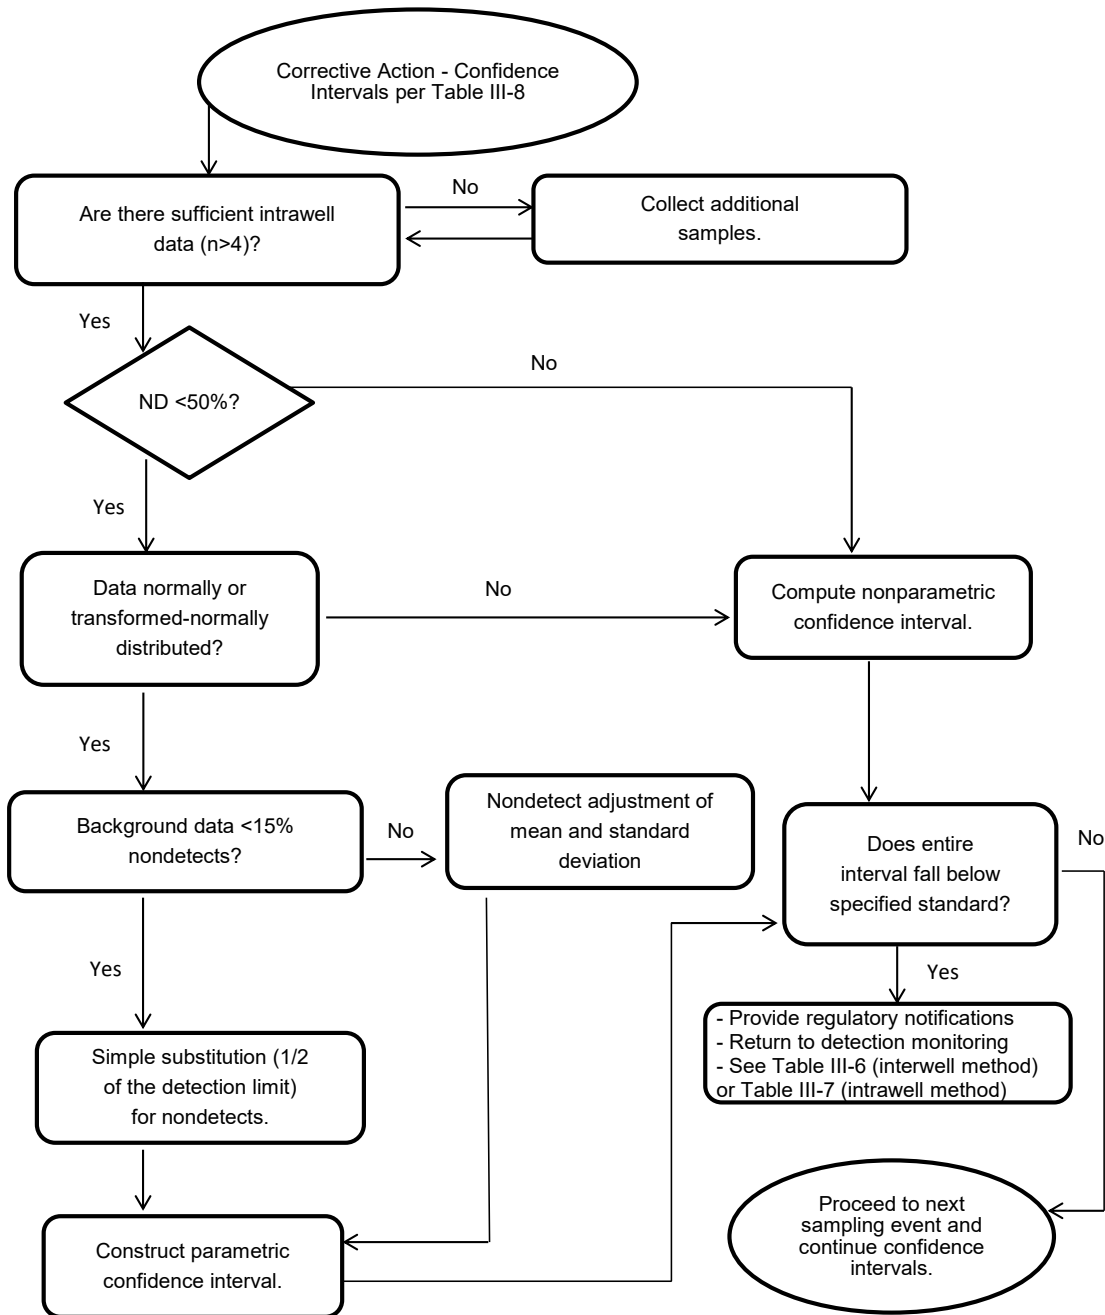 Corrective Action - Confidence
Intervals per Table III-8
No
Are there sufficient intrawell
data (n>4)?
Collect additional
samples.
Yes
No
ND <50%?
Yes
Data normally or
transformed-normally
distributed?
No
Compute nonparametric
confidence interval.
Yes
Background data <15%
nondetects?
No
Nondetect adjustment of
mean and standard
deviation
Does entire
interval fall below
specified standard?
No
Yes
Yes
- Provide regulatory notifications
- Return to detection monitoring
- See Table III-6 (interwell method)
or Table III-7 (intrawell method)
Simple substitution (1/2
of the detection limit)
for nondetects.
Construct parametric
confidence interval.
Proceed to next
sampling event and
continue confidence
intervals.